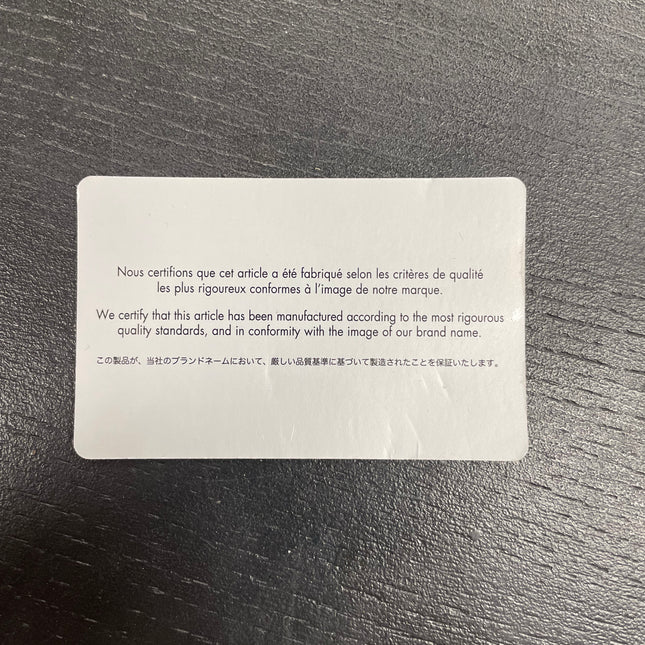 Nous certifions que cet article a été fabriqué selon les critères de qualité
les plus rigoureux conformes à l'image de notre marque.
We certify that this article has been manufactured according to the most rigourous
quality standards, and in conformity with the image of our brand name.
この製品が、当社のブランドネームにおいて、厳しい品質基準に基づいて製造されたことを保証いたします。